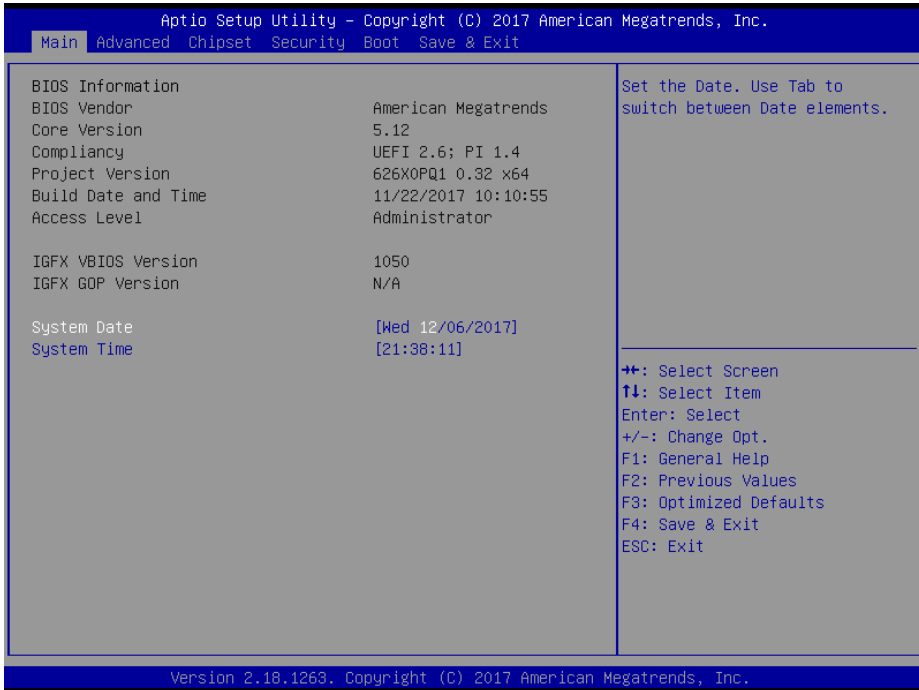 Aptio Setup Utility – Copyright (C) 2017 American Megatrends, Inc.
Main Advanced Chipset Security Boot Save & Exit
BIOS Information
BIOS Vendor American Megatrends
Core Version 5.12
Compliancy UEFI 2.6; PI 1.4
Project Version 626X0PQ1 0.32 x64
Build Date and Time 11/22/2017 10:10:55
Access Level Administrator
IGFX VBIOS Version 1050
IGFX GOP Version N/A
System Date [Wed 12/06/2017]
System Time [21:38:11]
Set the Date. Use Tab to
switch between Date elements.
→←: Select Screen
↑↓: Select Item
Enter: Select
+/-: Change Opt.
F1: General Help
F2: Previous Values
F3: Optimized Defaults
F4: Save & Exit
ESC: Exit
Version 2.18.1263. Copyright (C) 2017 American Megatrends, Inc.